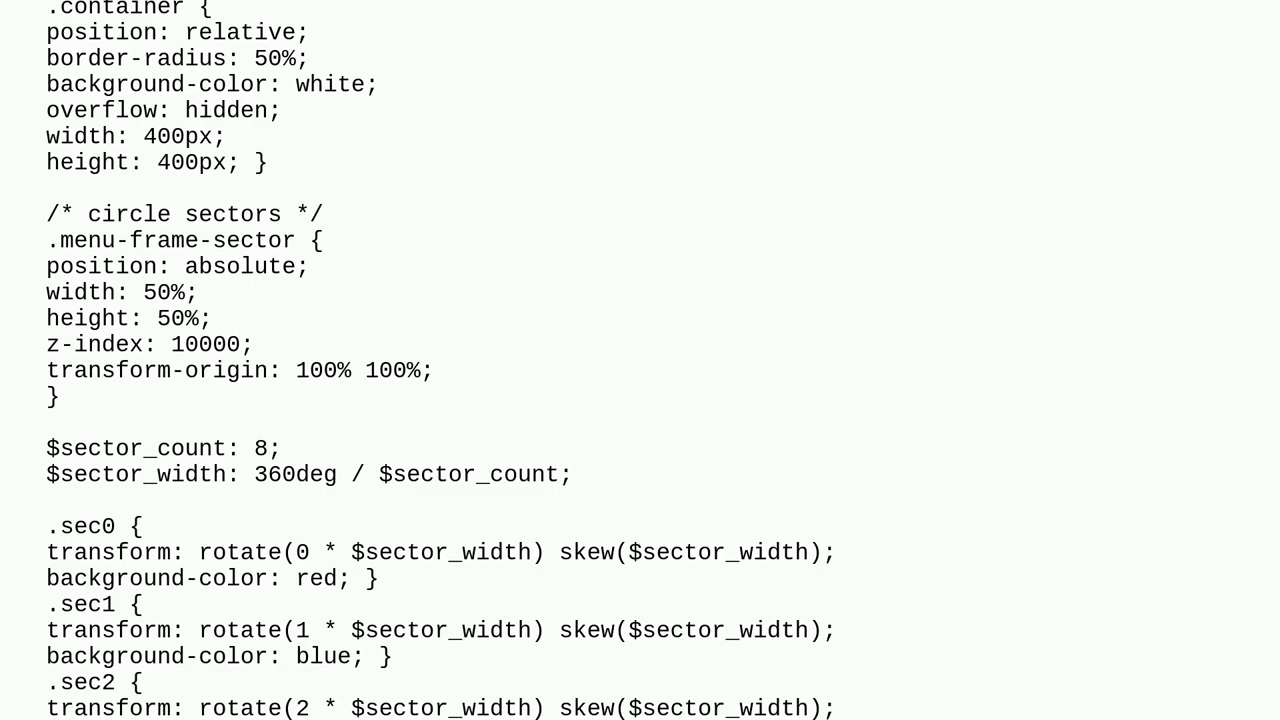 .container {
position: relative;
border-radius: 50%;
background-color: white;
overflow: hidden;
width: 400px;
height: 400px; }
/* circle sectors */
.menu-frame-sector {
position: absolute;
width: 50%;
height: 50%;
z-index: 10000;
transform-origin: 100% 100%;
}
$sector_count: 8;
$sector_width: 360deg / $sector_count;
.sec0 {
transform: rotate(0 * $sector_width) skew($sector_width);
background-color: red; }
.sec1 {
transform: rotate(1 * $sector_width) skew($sector_width);
background-color: blue; }
.sec2 {
transform: rotate(2 * $sector_width) skew($sector_width);